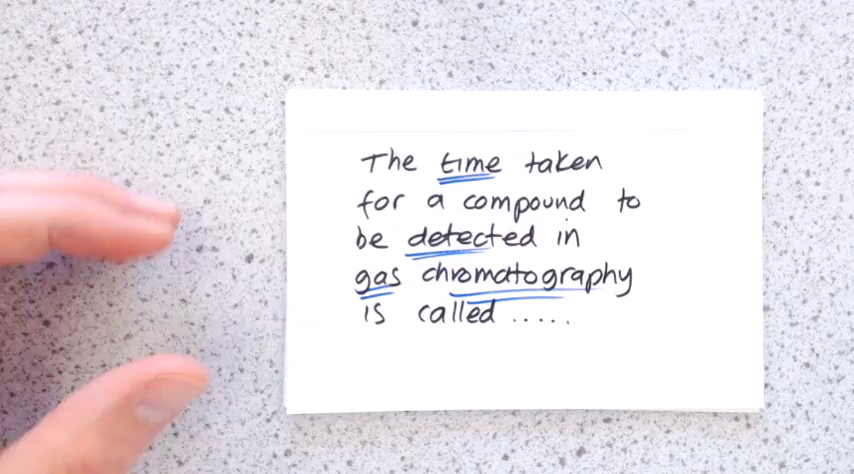 The time taken
for a compound to
be detected in
gas chromatography
is called .....